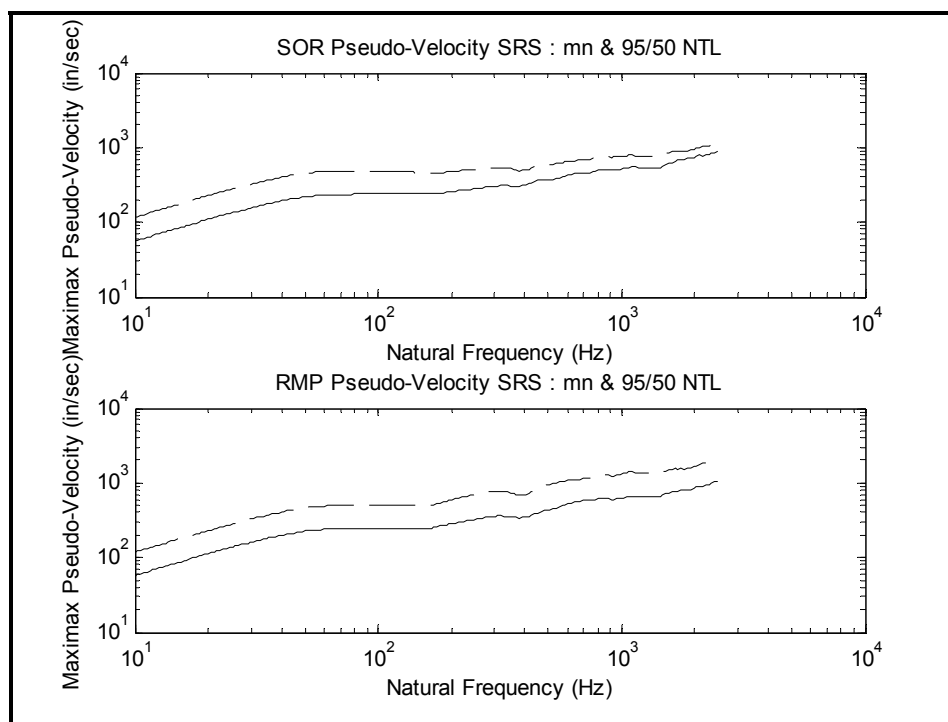 SOR Pseudo-Velocity SRS : mn & 95/50 NTL
Maximax Pseudo-Velocity (in/sec)
10^4
10^3
10^2
10^1
10^1 10^2 10^3 10^4
Natural Frequency (Hz)
RMP Pseudo-Velocity SRS : mn & 95/50 NTL
Maximax Pseudo-Velocity (in/sec)
10^4
10^3
10^2
10^1
10^1 10^2 10^3 10^4
Natural Frequency (Hz)